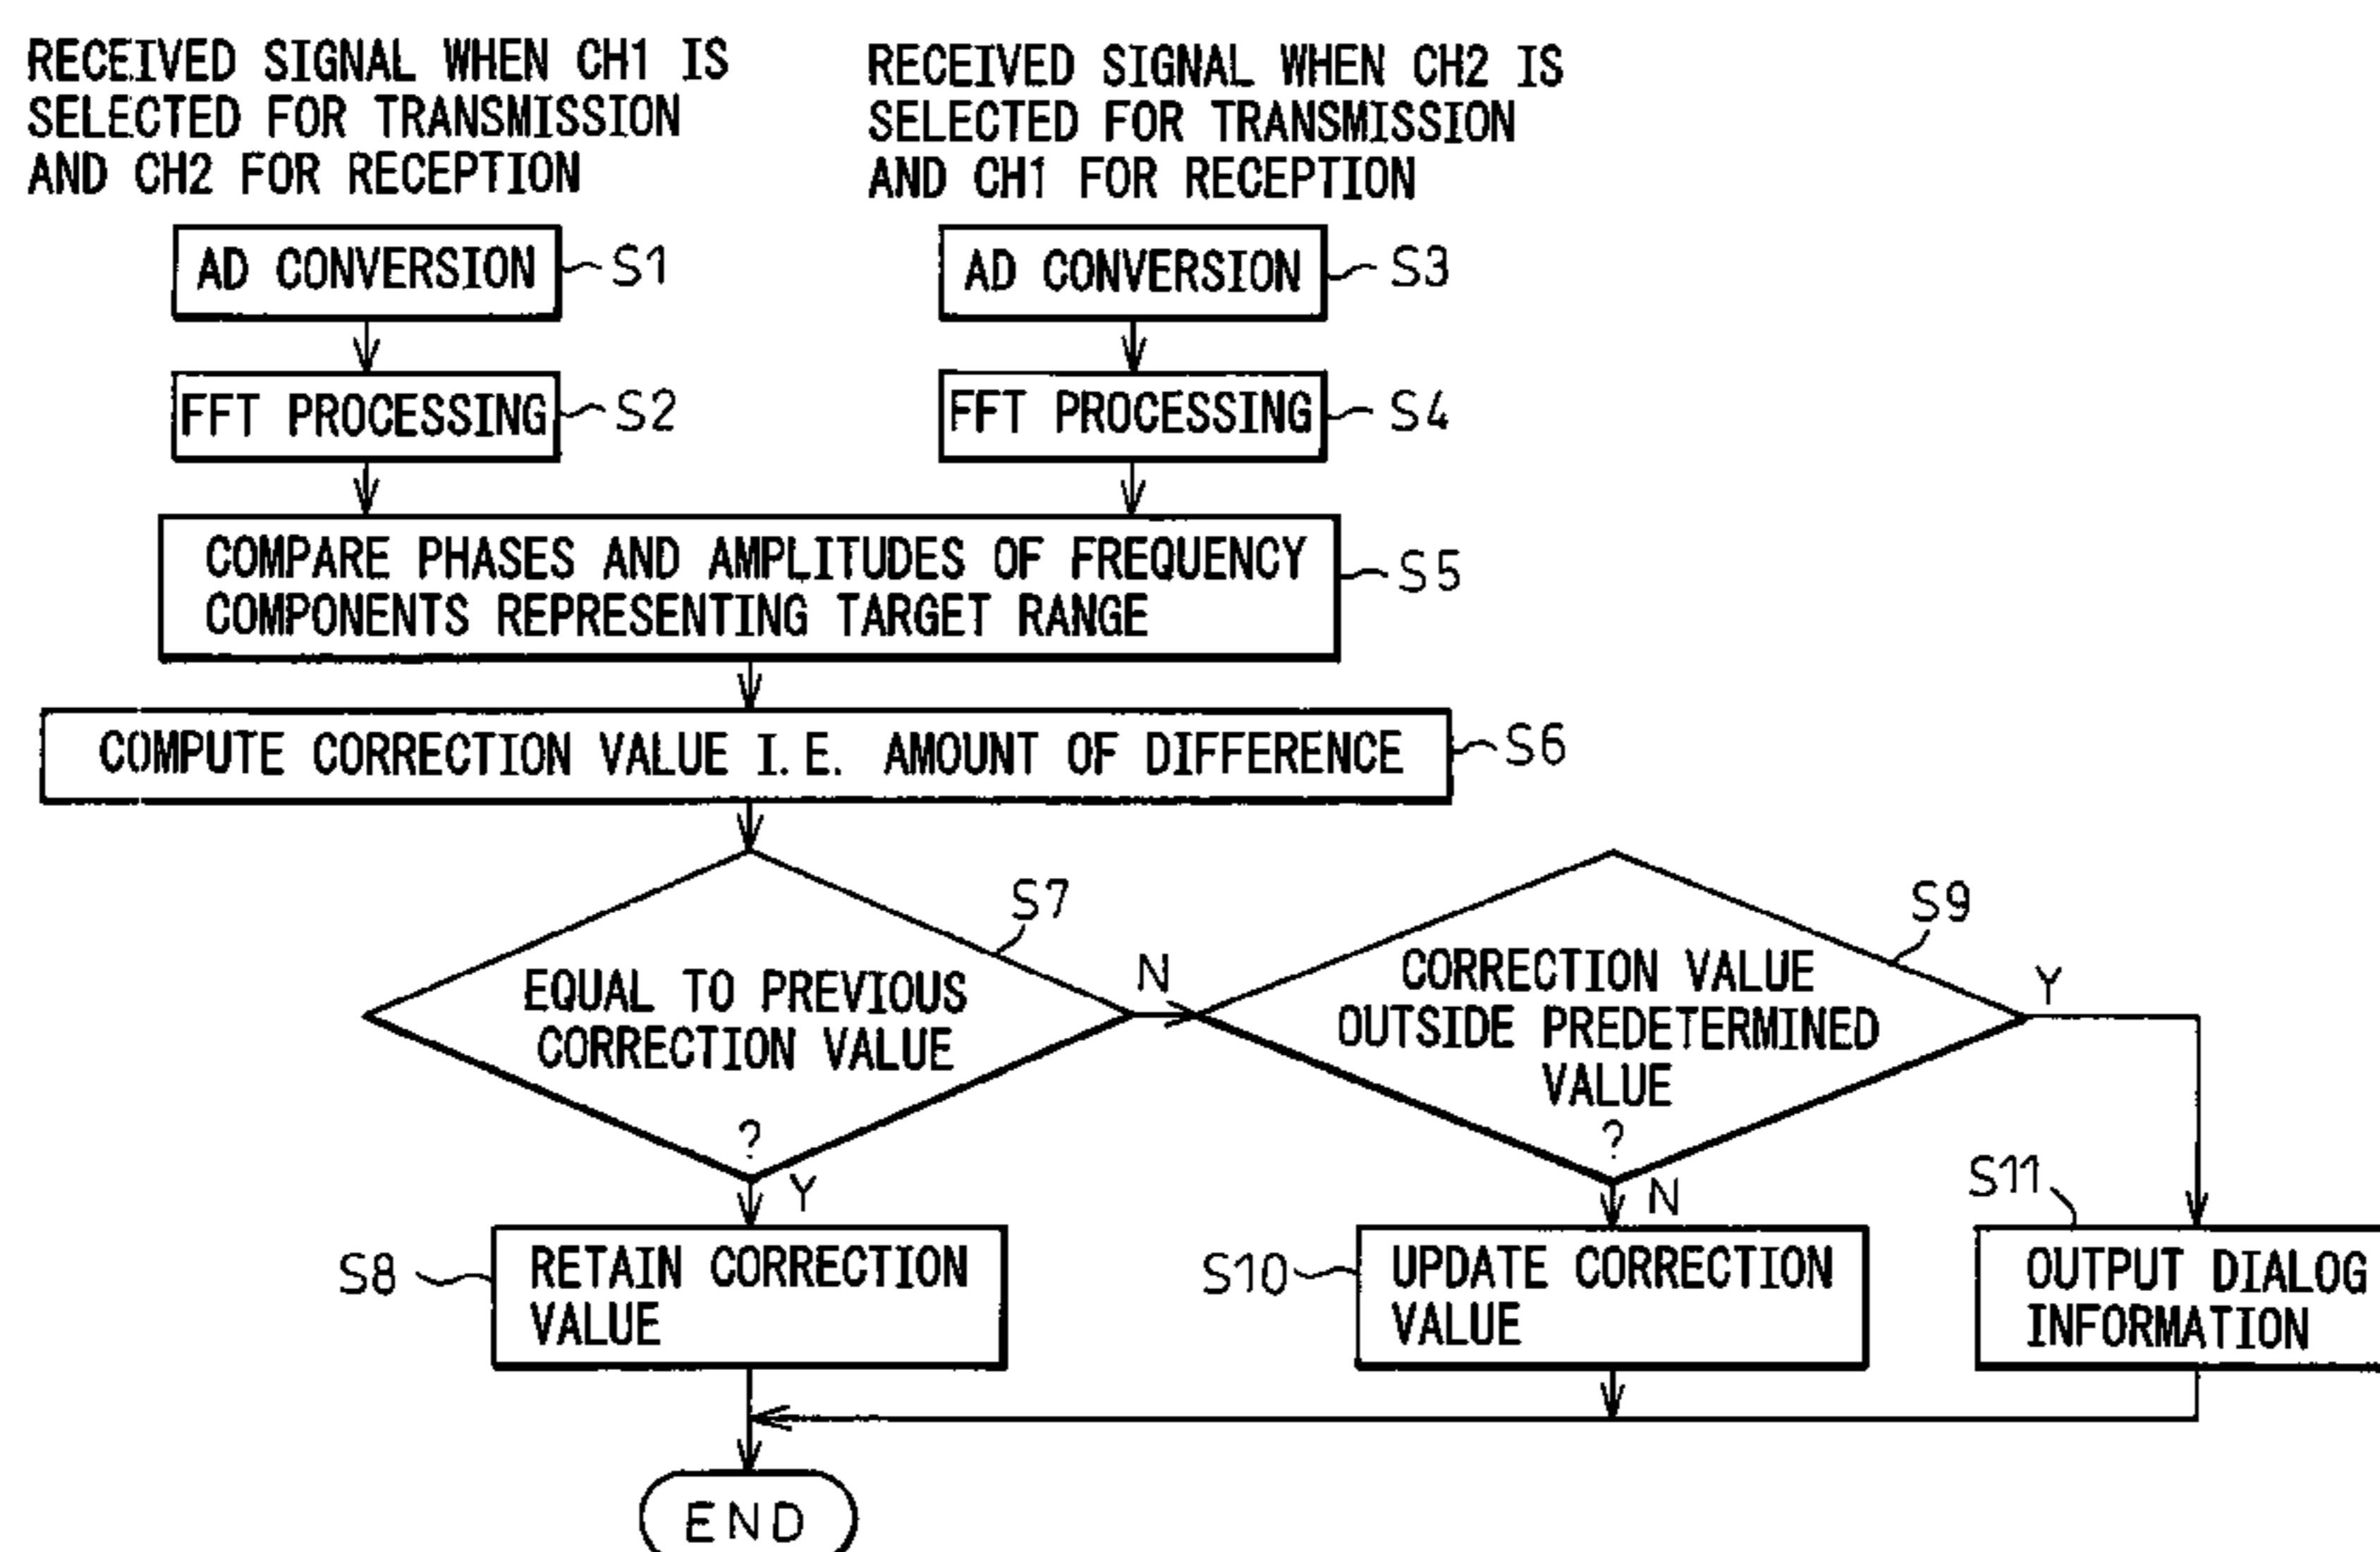 RECEIVED SIGNAL WHEN CH1 IS
SELECTED FOR TRANSMISSION
AND CH2 FOR RECEPTION
RECEIVED SIGNAL WHEN CH2 IS
SELECTED FOR TRANSMISSION
AND CH1 FOR RECEPTION
AD CONVERSION
S1
AD CONVERSION
S3
FFT PROCESSING
S2
FFT PROCESSING
S4
COMPARE PHASES AND AMPLITUDES OF FREQUENCY
COMPONENTS REPRESENTING TARGET RANGE
S5
COMPUTE CORRECTION VALUE I.E. AMOUNT OF DIFFERENCE
S6
S7
EQUAL TO PREVIOUS
CORRECTION VALUE
?
N
Y
S9
CORRECTION VALUE
OUTSIDE PREDETERMINED
VALUE
?
Y
N
S8
RETAIN CORRECTION
VALUE
S10
UPDATE CORRECTION
VALUE
S11
OUTPUT DIALOG
INFORMATION
END